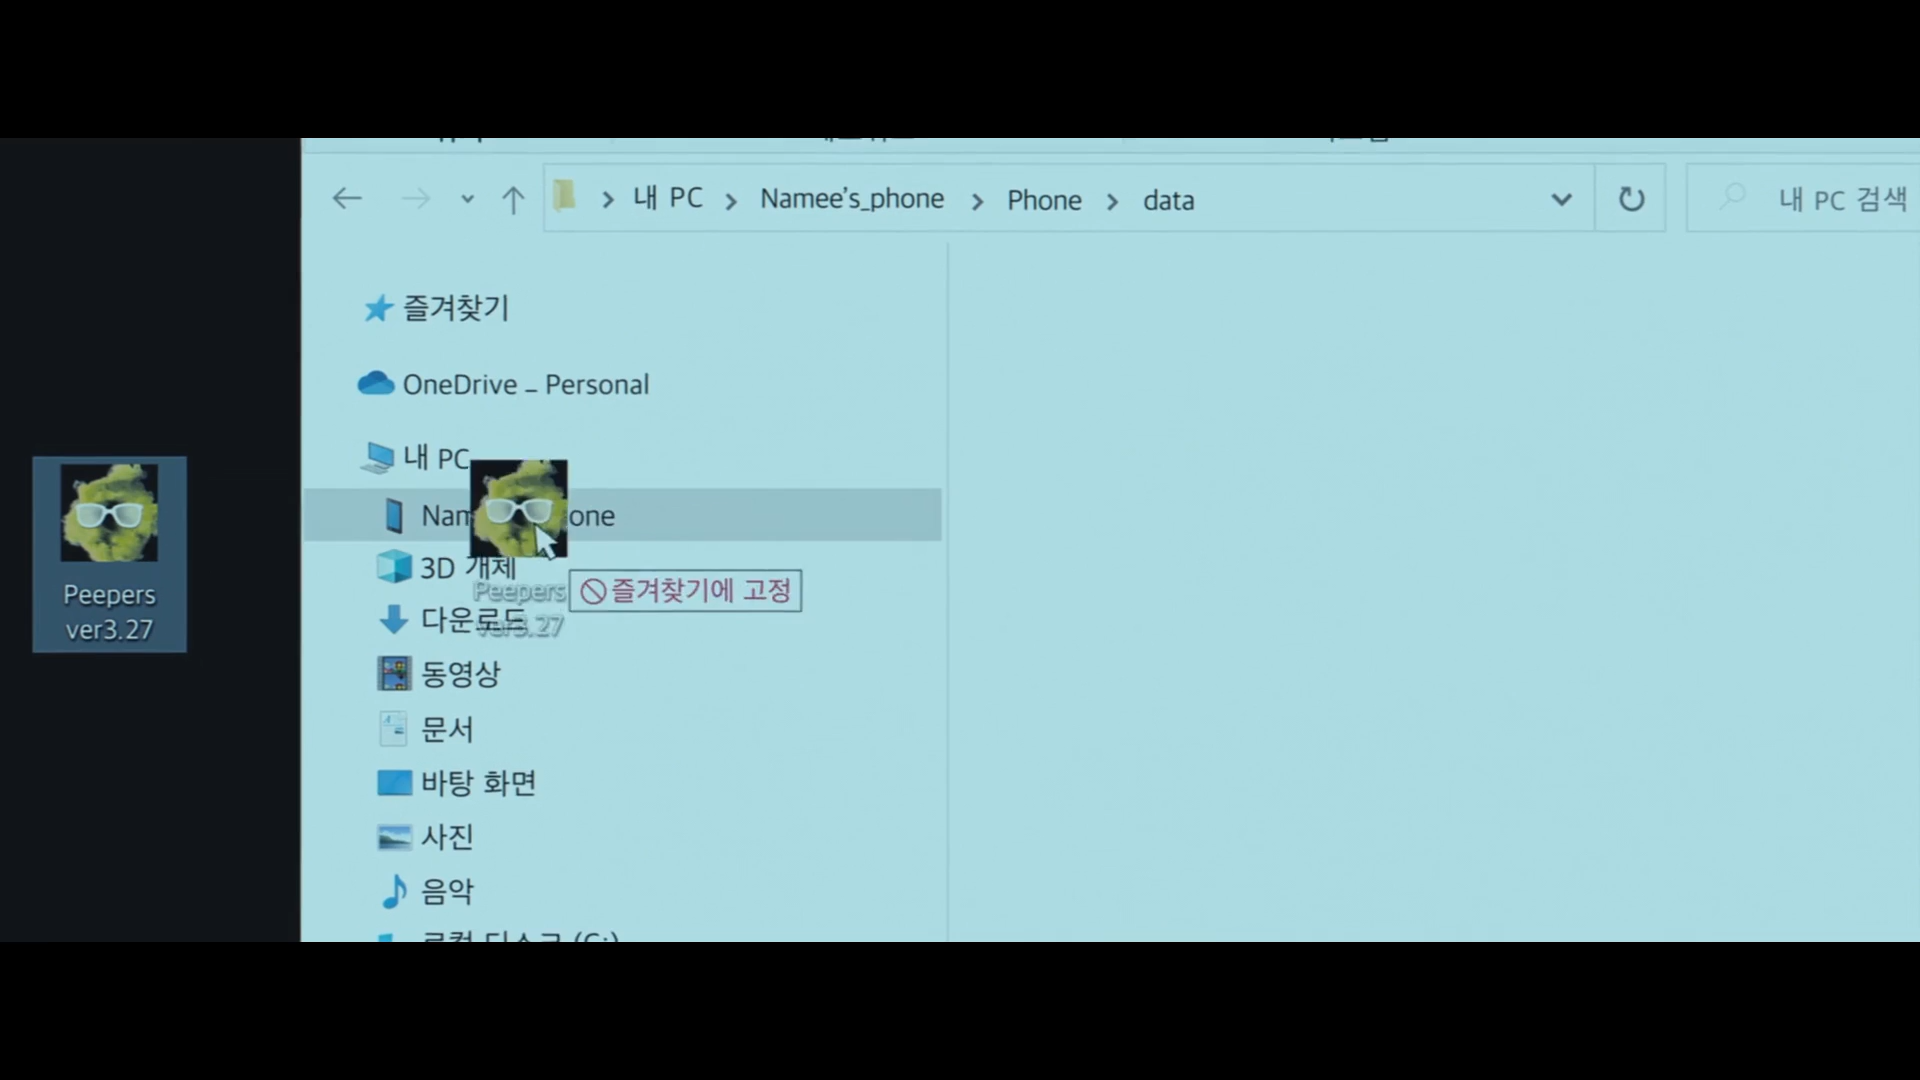 내 PC
Namee's_phone
Phone
data
내 PC 검색
즐겨찾기
OneDrive – Personal
내 PC
3D 개체
다운로드
동영상
문서
바탕 화면
사진
음악
Peepers
ver3.27
Peepers
ver3.27
즐겨찾기에 고정